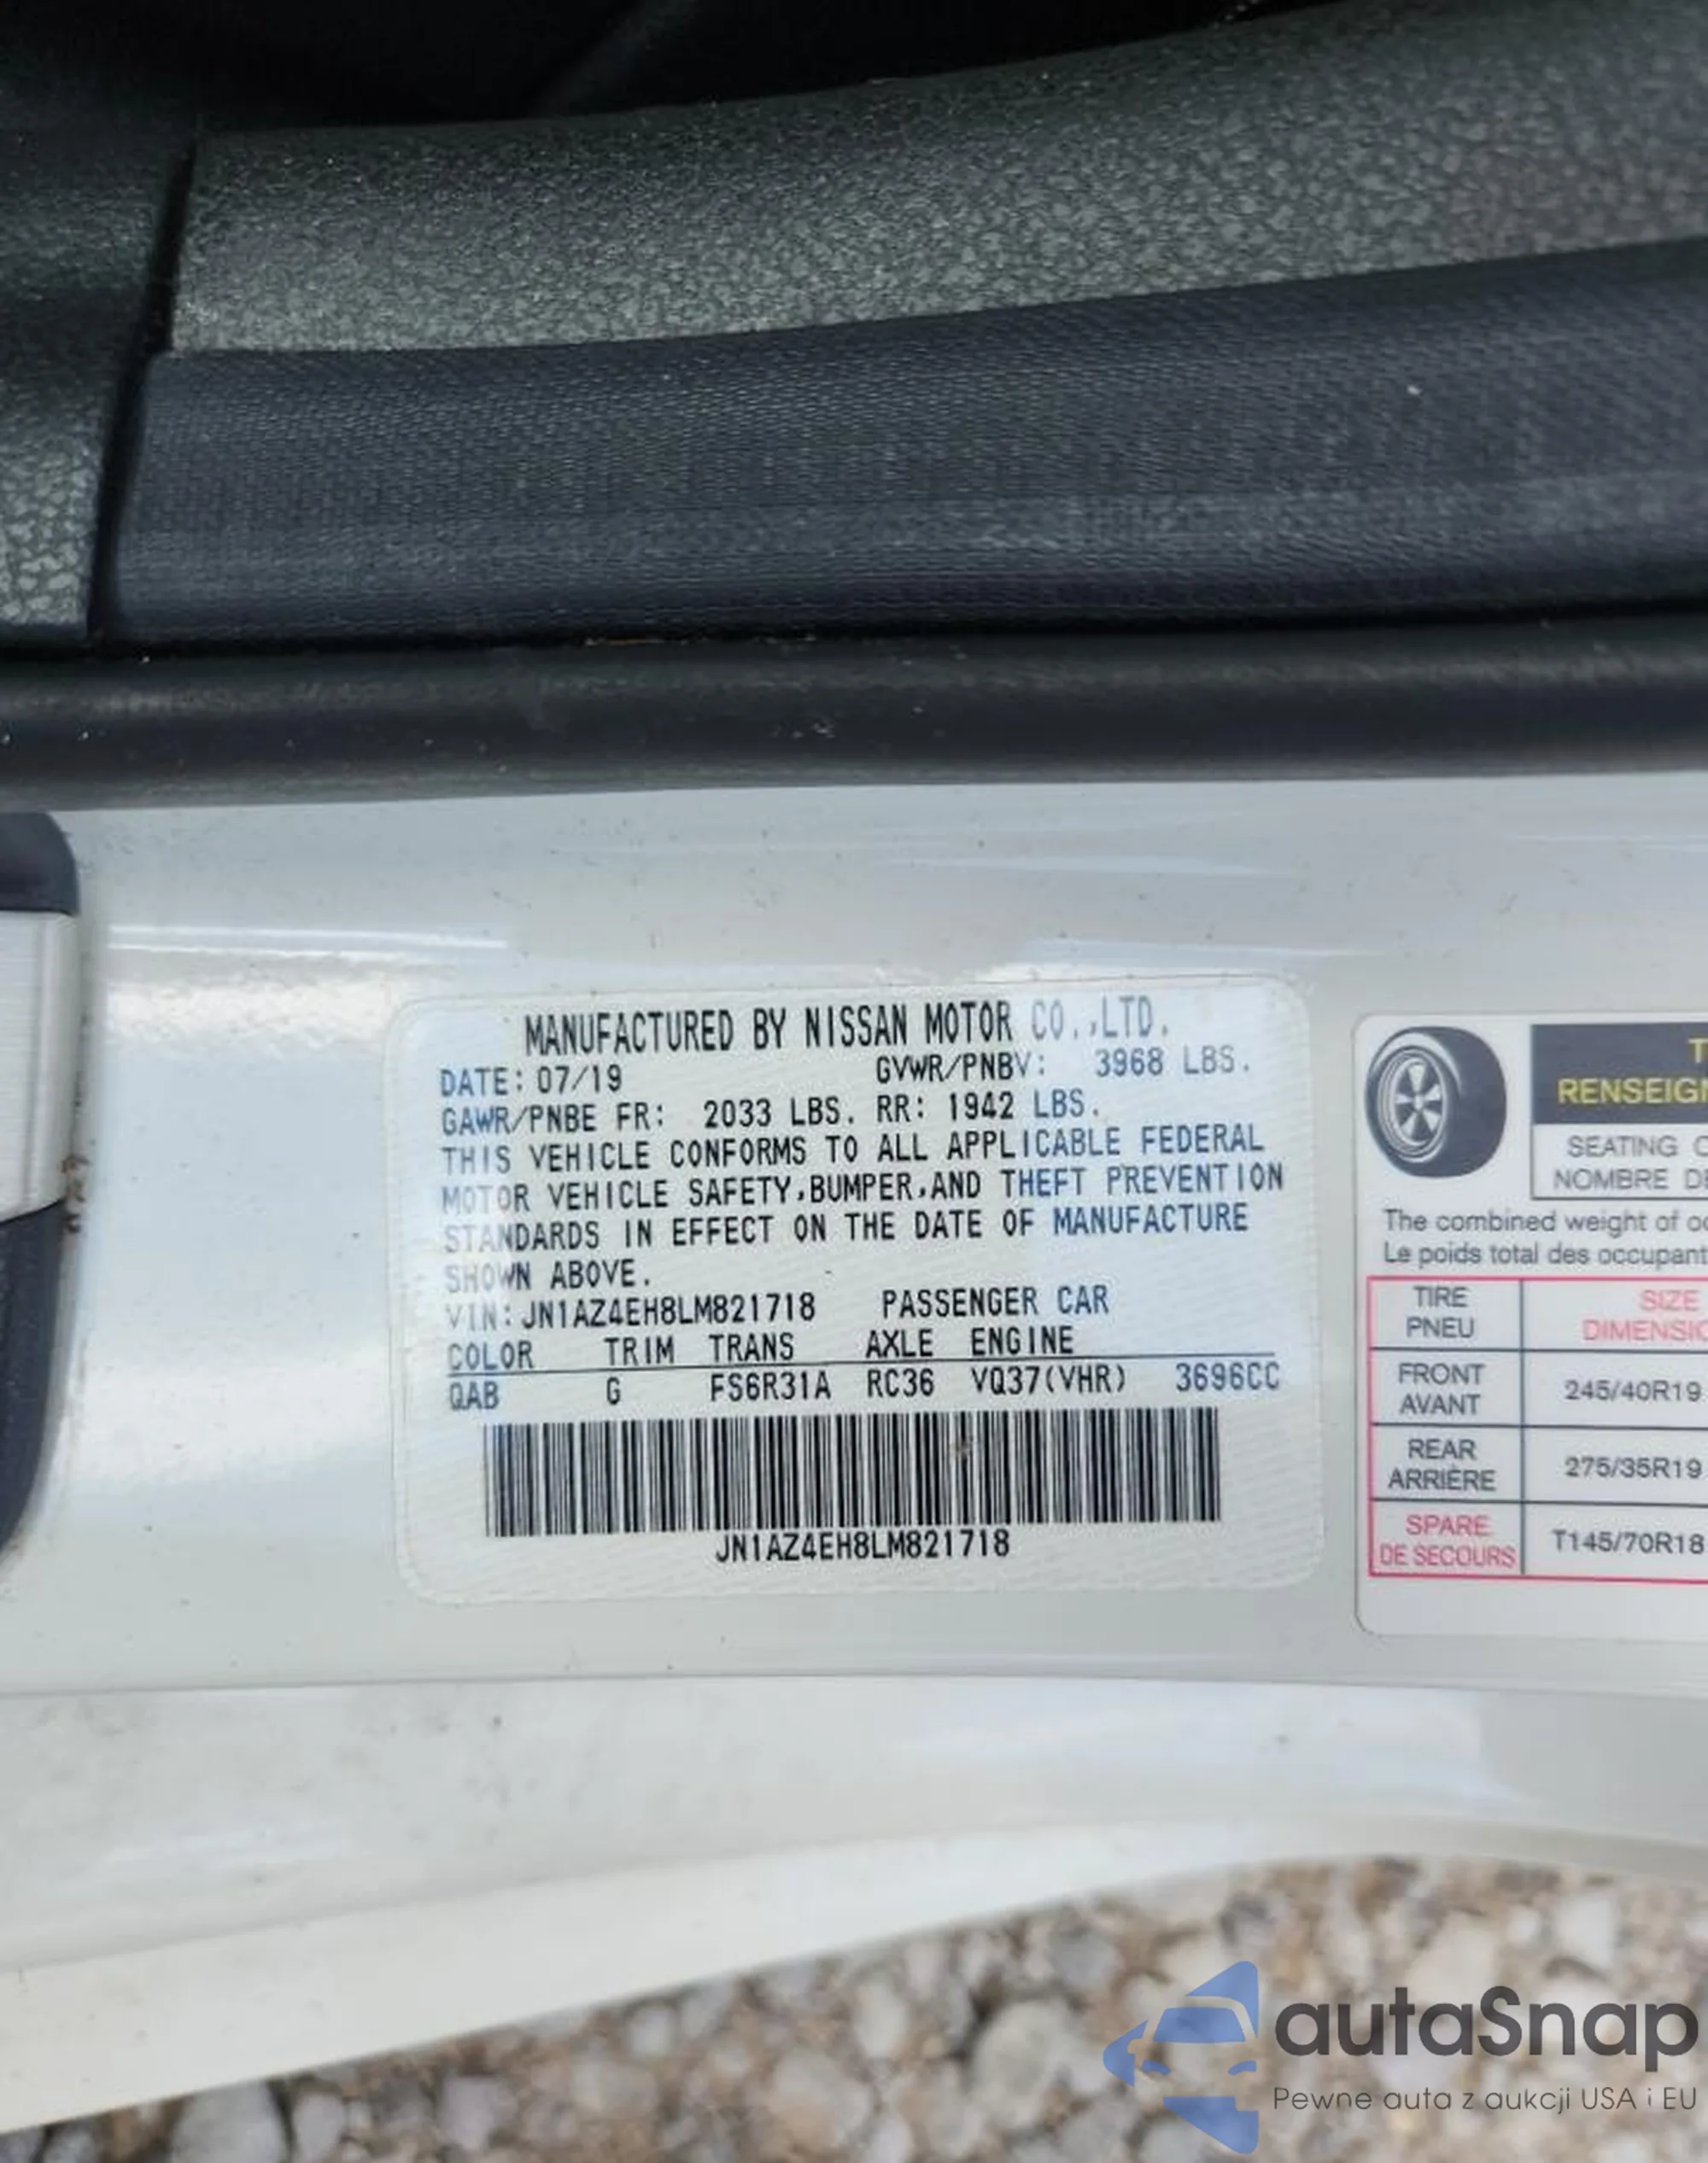 MANUFACTURED BY NISSAN MOTOR CO.,LTD.
DATE: 07/19 GVWR/PNBV: 3968 LBS.
GAWR/PNBE FR: 2033 LBS. RR: 1942 LBS.
THIS VEHICLE CONFORMS TO ALL APPLICABLE FEDERAL
MOTOR VEHICLE SAFETY,BUMPER,AND THEFT PREVENTION
STANDARDS IN EFFECT ON THE DATE OF MANUFACTURE
SHOWN ABOVE.
VIN: JN1AZ4EH8LM821718 PASSENGER CAR
COLOR TRIM TRANS AXLE ENGINE
QAB G FS6R31A RC36 VQ37(VHR) 3696CC
JN1AZ4EH8LM821718
SEATING
NOMBRE
The combined weight of
Le poids total des
TIRE
PNEU
SIZE
FRONT
AVANT
245/40R19
REAR
ARRIÈRE
275/35R19
SPARE
DE SECOURS
T145/70R18
autaSnap
Pewne auta z aukcji USA i EU